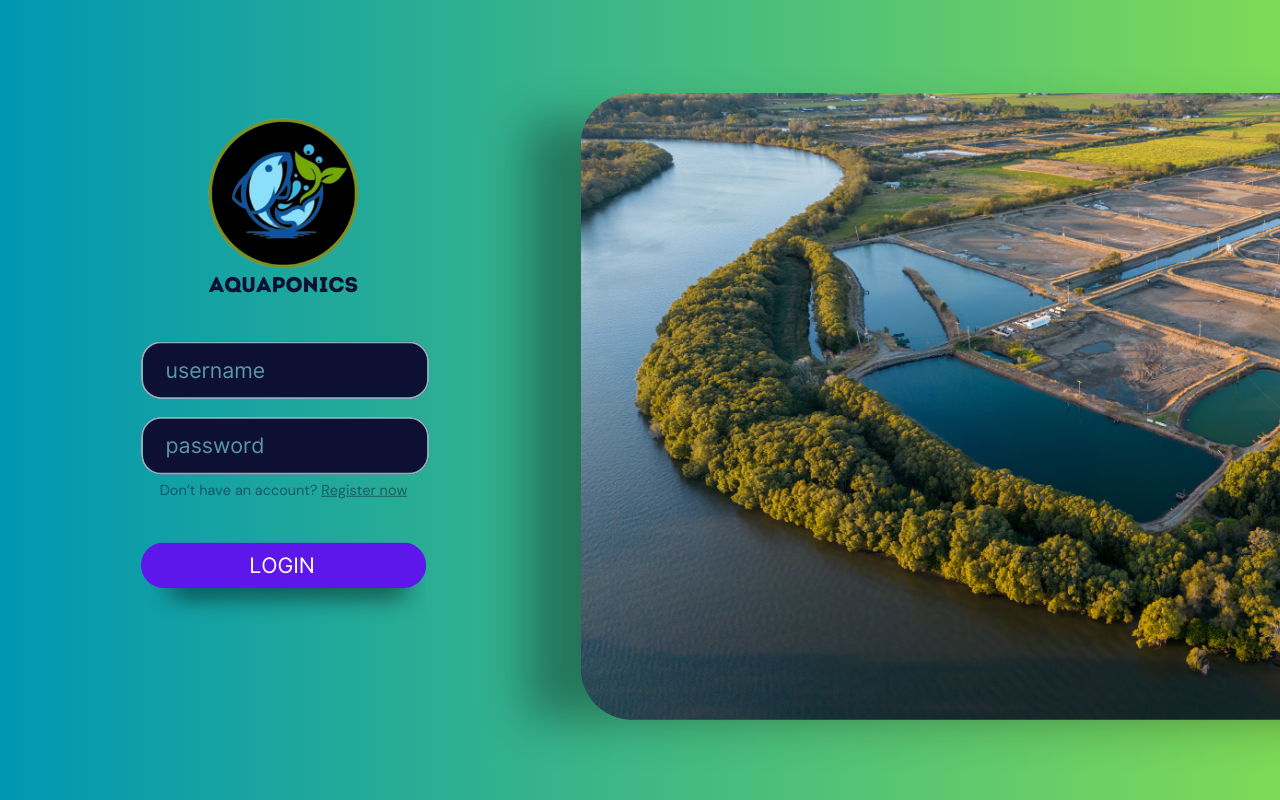 AQUAPONICS
username
password
Don't have an account? Register now
LOGIN